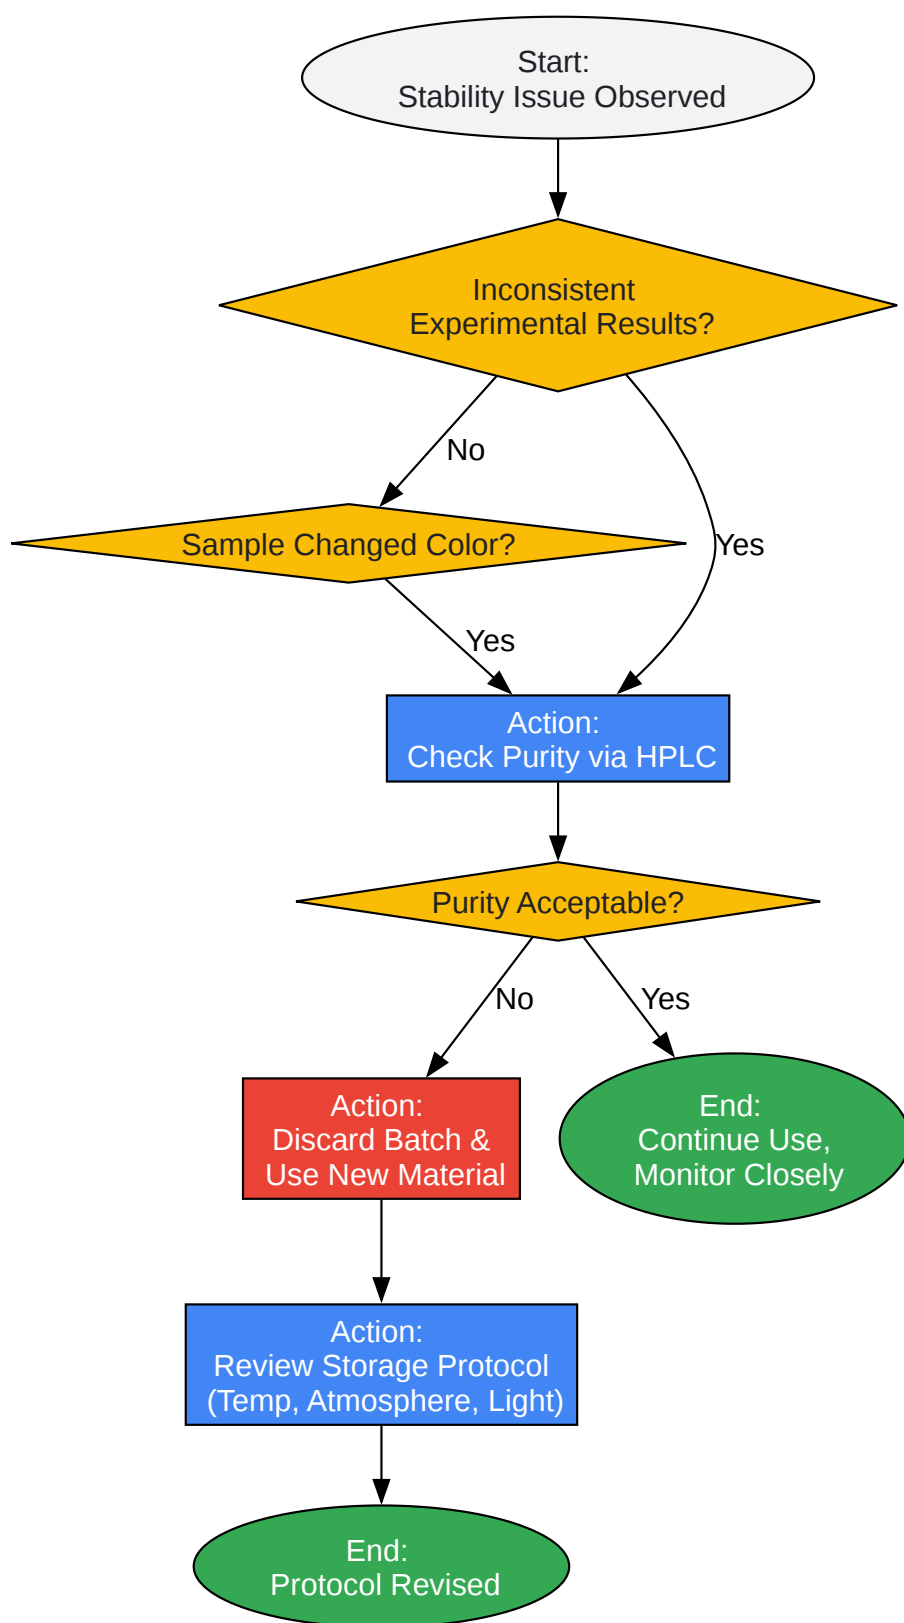 Start:
Stability Issue Observed
Inconsistent
Experimental Results?
No
Sample Changed Color?
Yes
Yes
Action:
Check Purity via HPLC
Purity Acceptable?
No
Yes
Action:
Discard Batch &
Use New Material
End:
Continue Use,
Monitor Closely
Action:
Review Storage Protocol
(Temp, Atmosphere, Light)
End:
Protocol Revised